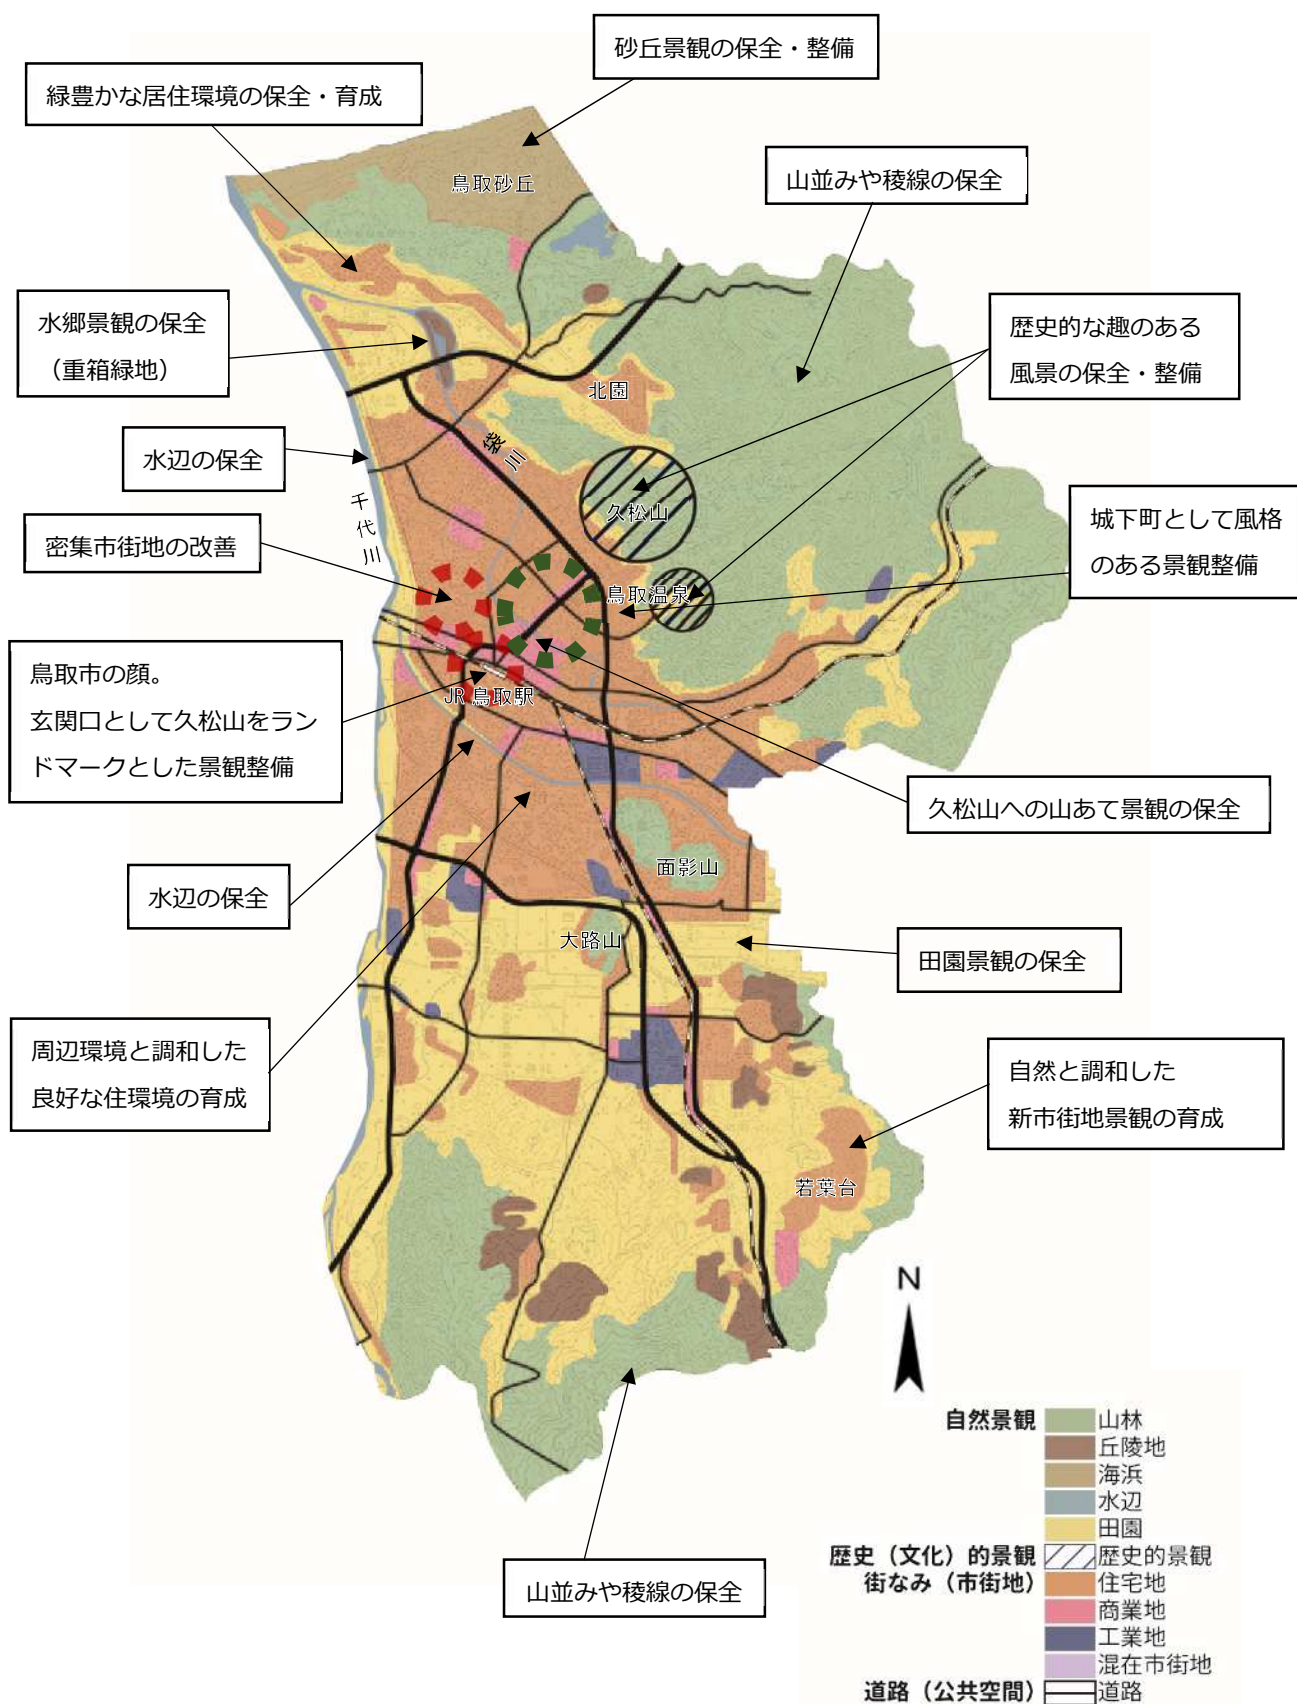 砂丘景観の保全・整備
緑豊かな居住環境の保全・育成
山並みや稜線の保全
鳥取砂丘
水郷景観の保全
（重箱緑地）
歴史的な趣のある
風景の保全・整備
北園
袋川
水辺の保全
千代川
久松山
城下町として風格
のある景観整備
密集市街地の改善
鳥取温泉
鳥取市の顔。
玄関口として久松山をラン
ドマークとした景観整備
JR 鳥取駅
久松山への山あて景観の保全
水辺の保全
面影山
大路山
田園景観の保全
周辺環境と調和した
良好な住環境の育成
自然と調和した
新市街地景観の育成
若葉台
N
山並みや稜線の保全
自然景観 山林
丘陵地
海浜
水辺
田園
歴史（文化）的景観 歴史的景観
街なみ（市街地） 住宅地
商業地
工業地
混在市街地
道路（公共空間） 道路